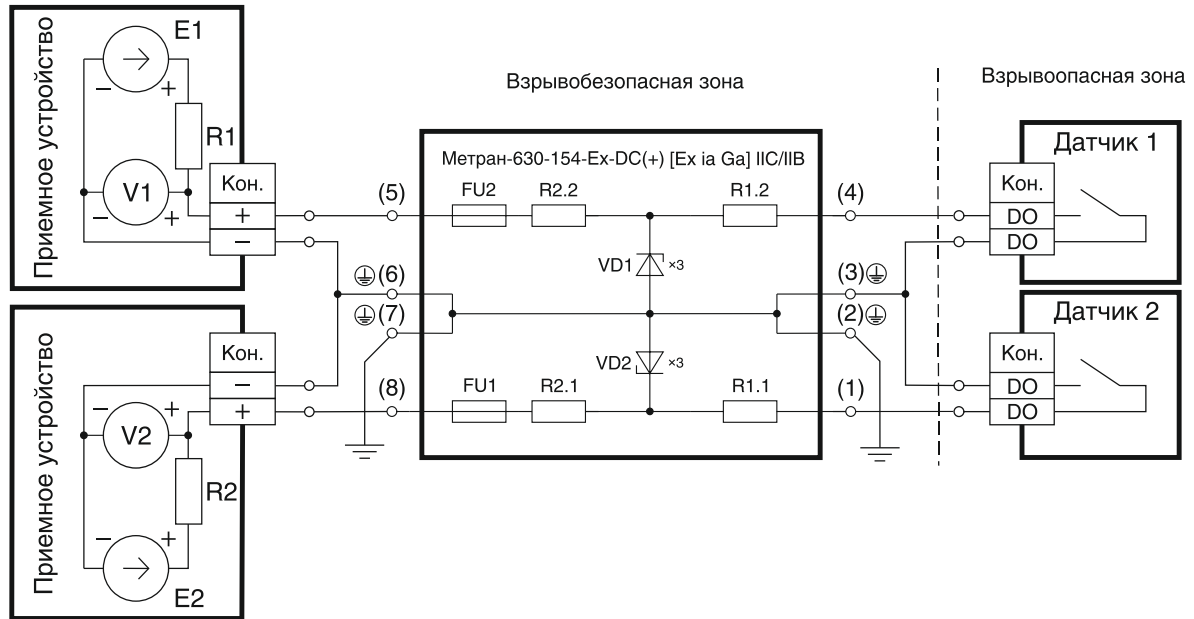 Приемное устройство
E1
R1
V1
Кон.
+
−
Приемное устройство
Кон.
−
+
V2
R2
E2
Взрывобезопасная зона
Метран-630-154-Ex-DC(+) [Ex ia Ga] IIC/IIB
(5)
FU2
R2.2
R1.2
(4)
VD1
×3
(6)
(7)
(3)
(2)
VD2
×3
(8)
FU1
R2.1
R1.1
(1)
Взрывоопасная зона
Датчик 1
Кон.
DO
DO
Датчик 2
Кон.
DO
DO